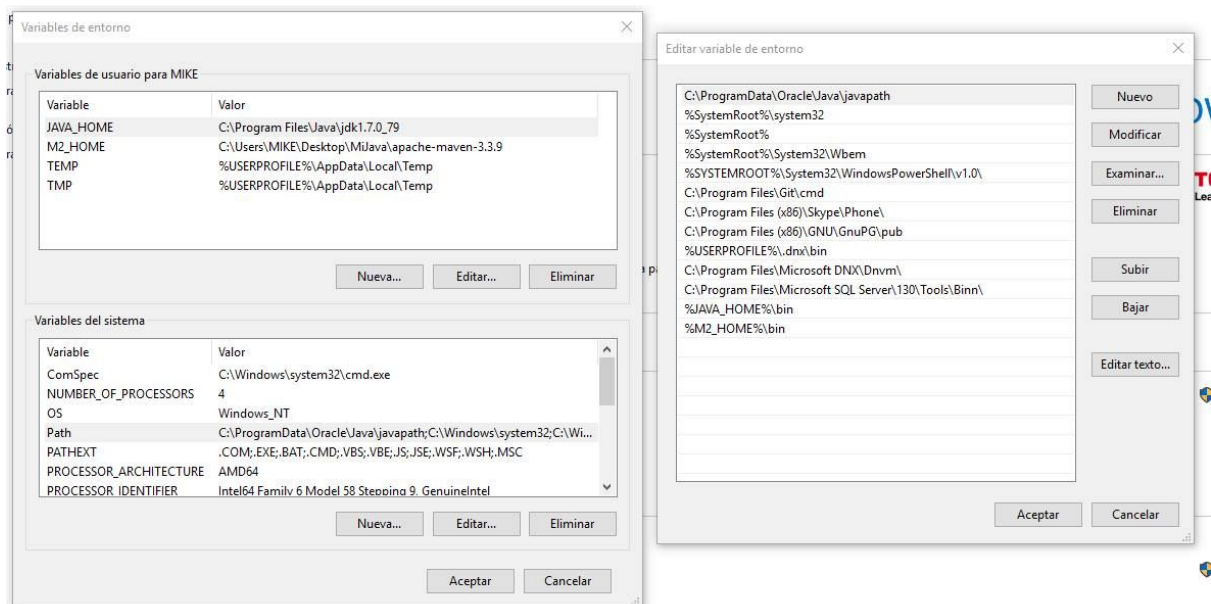 Variables de entorno
Variables de usuario para MIKE
Variable Valor
JAVA_HOME C:\Program Files\Java\jdk1.7.0_79
M2_HOME C:\Users\MIKE\Desktop\MiJava\apache-maven-3.3.9
TEMP %USERPROFILE%\AppData\Local\Temp
TMP %USERPROFILE%\AppData\Local\Temp
Nueva... Editar... Eliminar
Variables del sistema
Variable Valor
ComSpec C:\Windows\system32\cmd.exe
NUMBER_OF_PROCESSORS 4
OS Windows_NT
Path C:\ProgramData\Oracle\Java\javapath;C:\Windows\system32;C:\Wi...
PATHEXT .COM;.EXE;.BAT;.CMD;.VBS;.VBE;.JS;.JSE;.WSF;.WSH;.MSC
PROCESSOR_ARCHITECTURE AMD64
PROCESSOR_IDENTIFIER Intel64 Family 6 Model 58 Stepping 9, GenuineIntel
Nueva... Editar... Eliminar
Aceptar Cancelar
Editar variable de entorno
C:\ProgramData\Oracle\Java\javapath
%SystemRoot%\system32
%SystemRoot%
%SystemRoot%\System32\Wbem
%SYSTEMROOT%\System32\WindowsPowerShell\v1.0\
C:\Program Files\Git\cmd
C:\Program Files (x86)\Skype\Phone\
C:\Program Files (x86)\GNU\GnuPG\pub
%USERPROFILE%\.dnx\bin
C:\Program Files\Microsoft DNX\Dnvm\
C:\Program Files\Microsoft SQL Server\130\Tools\Binn\
%JAVA_HOME%\bin
%M2_HOME%\bin
Nuevo
Modificar
Examinar...
Eliminar
Subir
Bajar
Editar texto...
Aceptar Cancelar